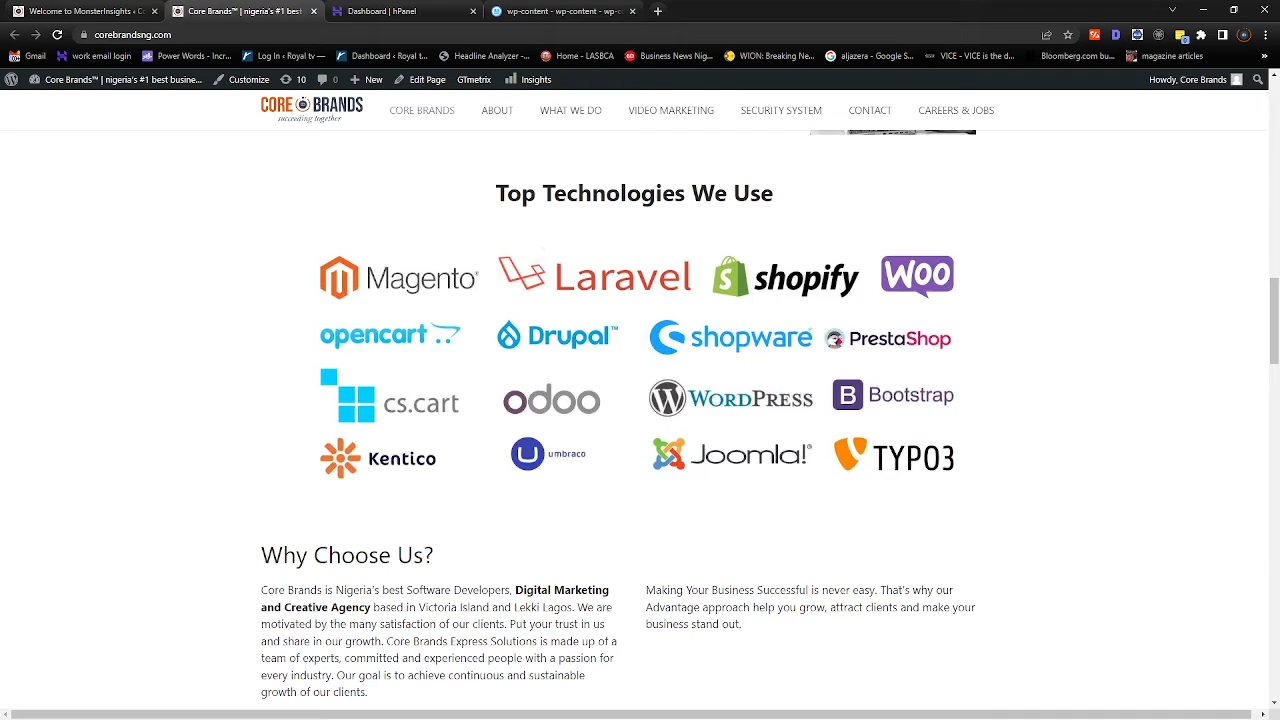 Welcome to MonsterInsights ‹ C
Core Brands™ | nigeria's #1 best
Dashboard | hPanel
wp-content - wp-content - wp-c
corebrandsng.com
Gmail
work email login
Power Words - Incr...
Log In ‹ Royal tv —...
Dashboard ‹ Royal t...
Headline Analyzer -...
Home - LASBCA
Business News Nig...
WION: Breaking Ne...
aljazera - Google S...
VICE - VICE is the d...
Bloomberg.com bu...
magazine articles
»
Core Brands™ | nigeria's #1 best busine...
Customize
10
0
New
Edit Page
GTmetrix
Insights
Howdy, Core Brands
CORE BRANDS
succeeding together
CORE BRANDS
ABOUT
WHAT WE DO
VIDEO MARKETING
SECURITY SYSTEM
CONTACT
CAREERS & JOBS
Top Technologies We Use
Magento®
Laravel
shopify
WOO
opencart
Drupal™
shopware®
PrestaShop
cs.cart
odoo
WORDPRESS
B Bootstrap
Kentico
umbraco
Joomla!®
TYPO3
Why Choose Us?
Core Brands is Nigeria's best Software Developers, Digital Marketing
and Creative Agency based in Victoria Island and Lekki Lagos. We are
motivated by the many satisfaction of our clients. Put your trust in us
and share in our growth. Core Brands Express Solutions is made up of a
team of experts, committed and experienced people with a passion for
every industry. Our goal is to achieve continuous and sustainable
growth of our clients.
Making Your Business Successful is never easy. That's why our
Advantage approach help you grow, attract clients and make your
business stand out.